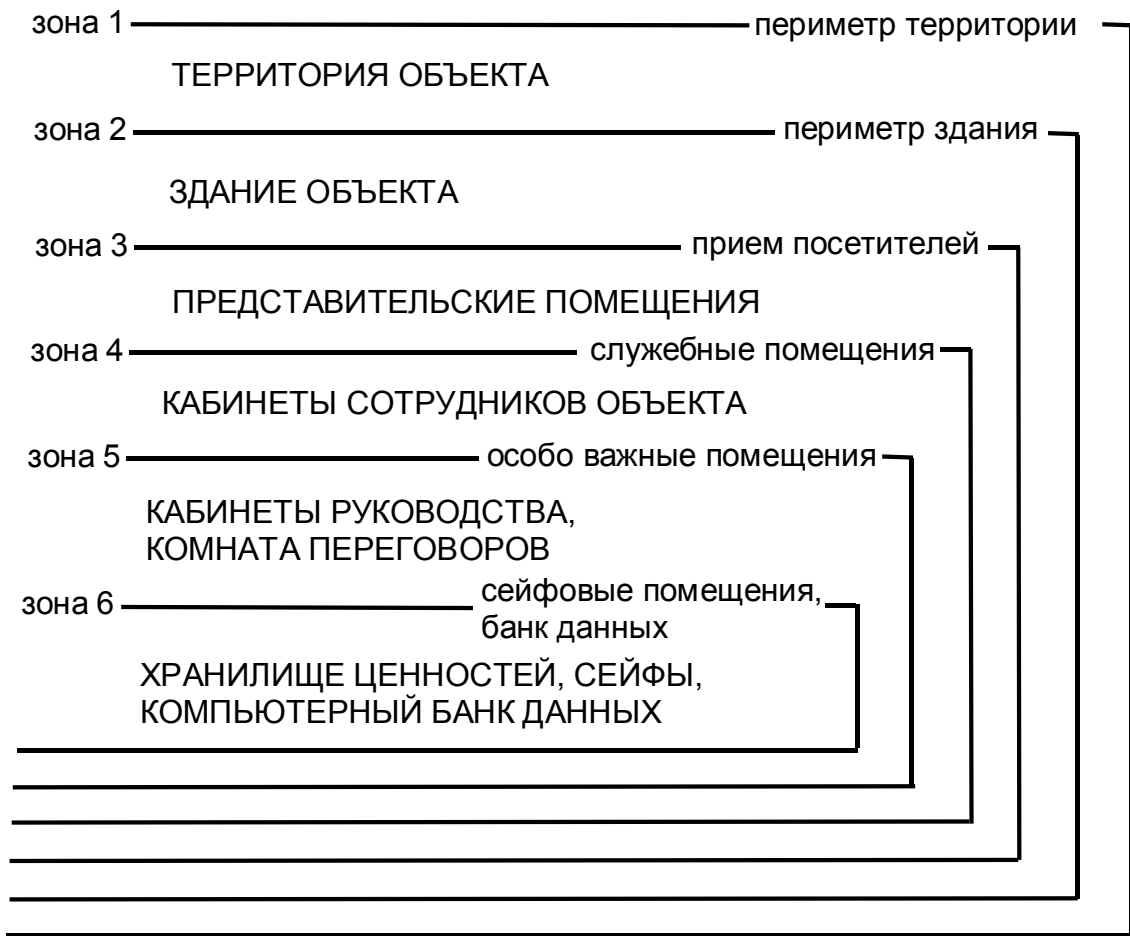 зона 1 периметр территории
ТЕРРИТОРИЯ ОБЪЕКТА
зона 2 периметр здания
ЗДАНИЕ ОБЪЕКТА
зона 3 прием посетителей
ПРЕДСТАВИТЕЛЬСКИЕ ПОМЕЩЕНИЯ
зона 4 служебные помещения
КАБИНЕТЫ СОТРУДНИКОВ ОБЪЕКТА
зона 5 особо важные помещения
КАБИНЕТЫ РУКОВОДСТВА,
КОМНАТА ПЕРЕГОВОРОВ
зона 6 сейфовые помещения,
банк данных
ХРАНИЛИЩЕ ЦЕННОСТЕЙ, СЕЙФЫ,
КОМПЬЮТЕРНЫЙ БАНК ДАННЫХ